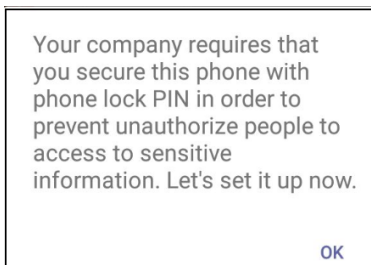 Your company requires that
you secure this phone with
phone lock PIN in order to
prevent unauthorize people to
access to sensitive
information. Let's set it up now.
OK